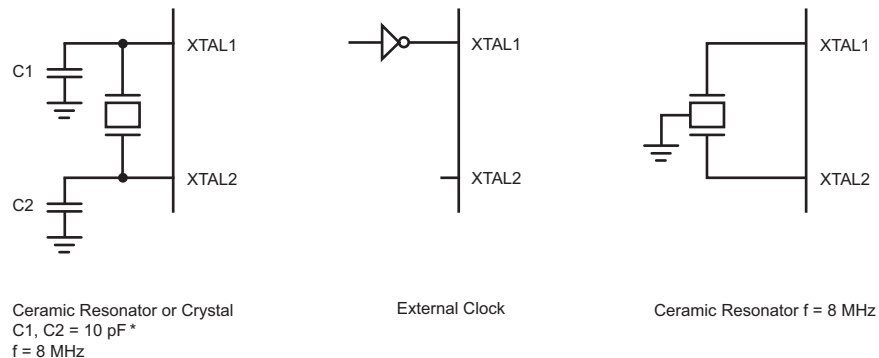 XTAL1
C1
XTAL2
C2
Ceramic Resonator or Crystal
C1, C2 = 10 pF *
f = 8 MHz
XTAL1
XTAL2
External Clock
XTAL1
XTAL2
Ceramic Resonator f = 8 MHz